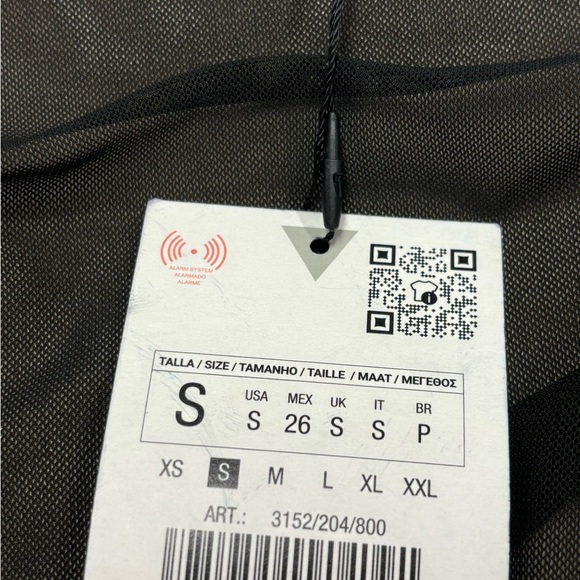 ALARM SYSTEM
ALARMADO
ALARME
TALLA / SIZE / TAMANHO / TAILLE / MAAT / ΜΕΓΕΘΟΣ
S USA MEX UK IT BR
S 26 S S P
XS S M L XL XXL
ART.: 3152/204/800